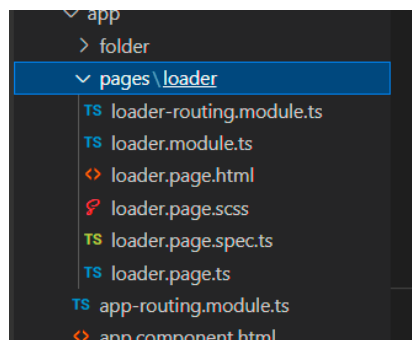 app
folder
pages\loader
TS loader-routing.module.ts
TS loader.module.ts
<> loader.page.html
loader.page.scss
TS loader.page.spec.ts
TS loader.page.ts
TS app-routing.module.ts
<> app.component.html